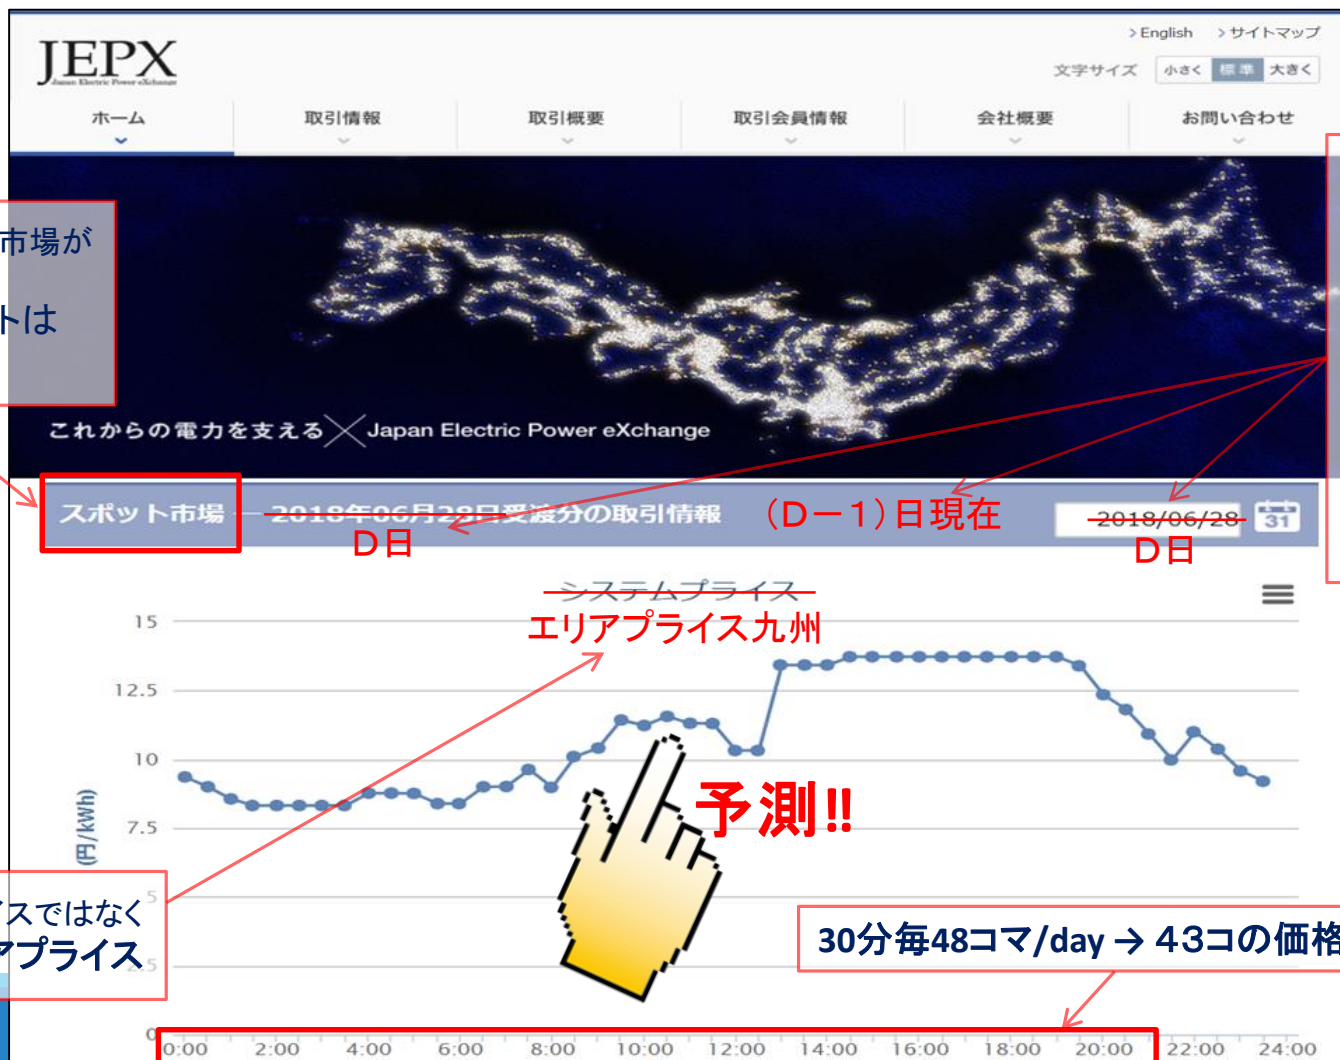 JEPX
Japan Electric Power eXchange
>English >サイトマップ
文字サイズ 小さく 標準 大きく
ホーム 取引情報 取引概要 取引会員情報 会社概要 お問い合わせ
市場が
トは
これからの電力を支える Japan Electric Power eXchange
スポット市場 ― 2018年06月28日受渡分の取引情報 (D-1)日現在 2018/06/28 31
D日 D日
システムプライス
エリアプライス九州
15
12.5
10
7.5
5
2.5
0
(円/kWh)
予測!!
イスではなく
アプライス
30分毎48コマ/day → 43コの価格
0:00 2:00 4:00 6:00 8:00 10:00 12:00 14:00 16:00 18:00 20:00 22:00 24:00